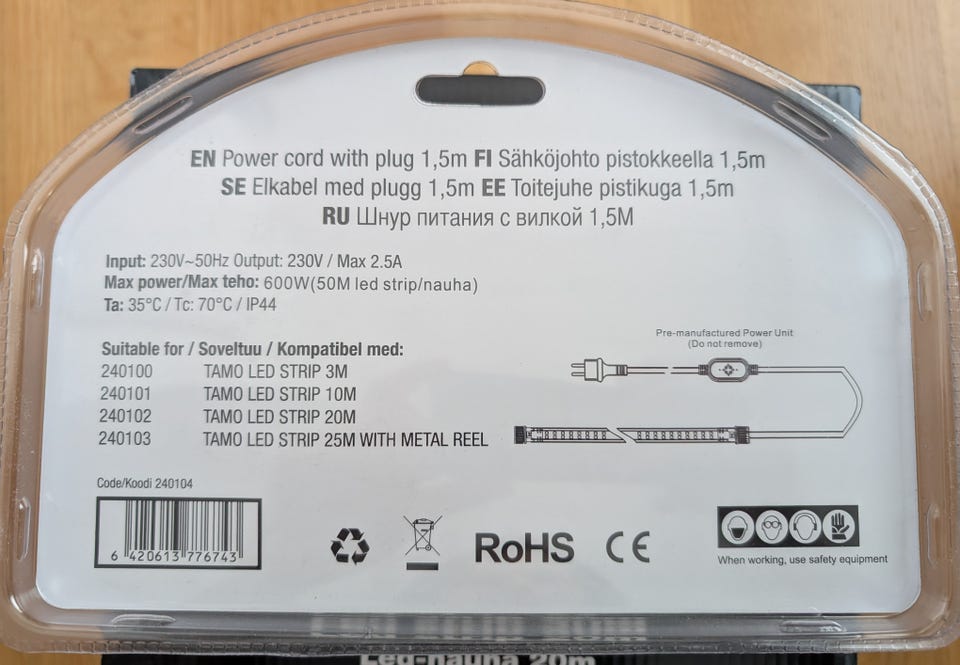 EN Power cord with plug 1,5m FI Sähköjohto pistokkeella 1,5m
SE Elkabel med plugg 1,5m EE Toitejuhe pistikuga 1,5m
RU Шнур питания с вилкой 1,5М
Input: 230V~50Hz Output: 230V / Max 2.5A
Max power/Max teho: 600W(50M led strip/nauha)
Ta: 35°C / Tc: 70°C / IP44
Suitable for / Soveltuu / Kompatibel med:
240100 TAMO LED STRIP 3M
240101 TAMO LED STRIP 10M
240102 TAMO LED STRIP 20M
240103 TAMO LED STRIP 25M WITH METAL REEL
Pre-manufactured Power Unit
(Do not remove)
Code/Koodi 240104
6 420613 776743
RoHS CE
When working, use safety equipment
Led-nauha 20m